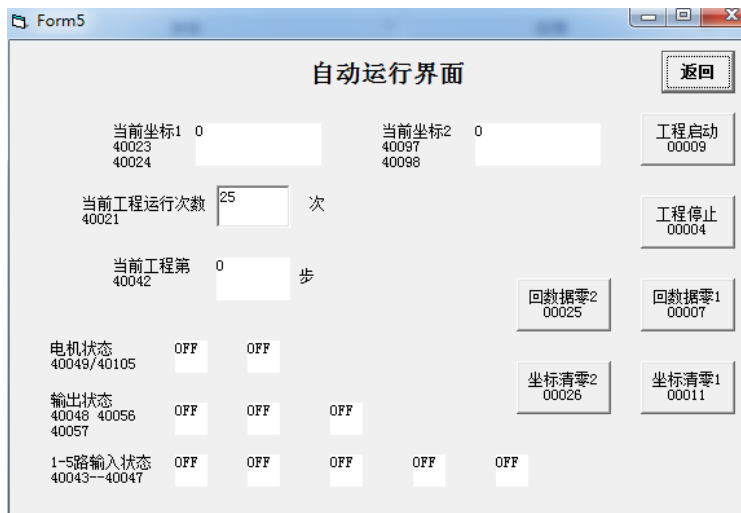 Form5
自动运行界面
返回
当前坐标1 0
40023
40024
当前坐标2 0
40097
40098
工程启动
00009
当前工程运行次数 25 次
40021
工程停止
00004
当前工程第 0 步
40042
回数据零2
00025
回数据零1
00007
电机状态 OFF OFF
40049/40105
坐标清零2
00026
坐标清零1
00011
输出状态
40048 40056
40057
OFF OFF OFF
1-5路输入状态 OFF OFF OFF OFF OFF
40043--40047